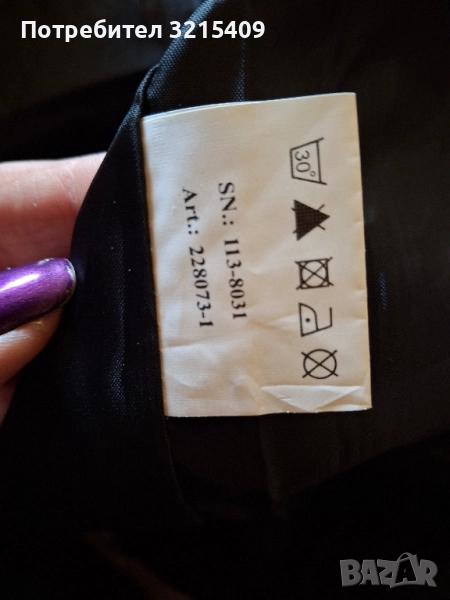 Потребител 3215409
30°
SN.: 113-8031
Art.: 228073-1
BAZAR